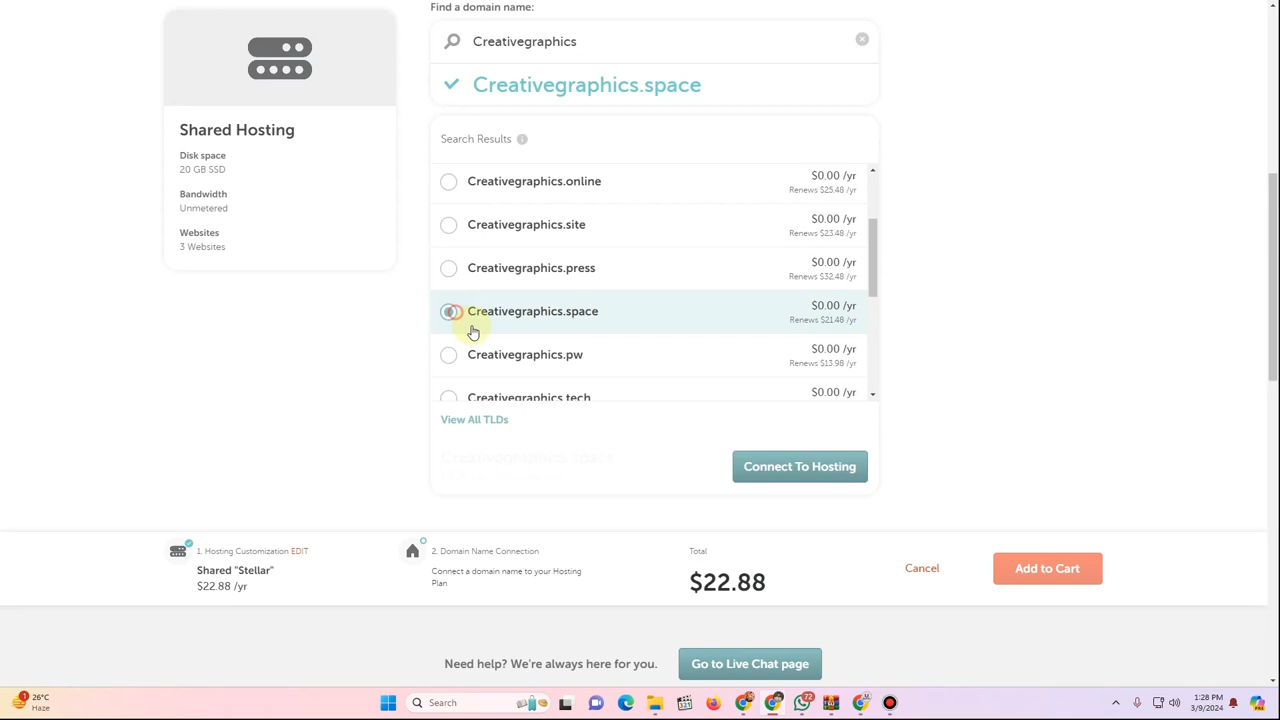 Find a domain name:
Creativegraphics
Creativegraphics.space
Shared Hosting
Disk space
20 GB SSD
Bandwidth
Unmetered
Websites
3 Websites
Search Results
Creativegraphics.online
$0.00 /yr
Renews $25.48 /yr
Creativegraphics.site
$0.00 /yr
Renews $23.48 /yr
Creativegraphics.press
$0.00 /yr
Renews $32.48 /yr
Creativegraphics.space
$0.00 /yr
Renews $21.48 /yr
Creativegraphics.pw
$0.00 /yr
Renews $13.98 /yr
Creativegraphics.tech
$0.00 /yr
View All TLDs
Creativegraphics.space
Connect To Hosting
1. Hosting Customization EDIT
Shared "Stellar"
$22.88 /yr
2. Domain Name Connection
Connect a domain name to your Hosting
Plan
Total
$22.88
Cancel
Add to Cart
Need help? We're always here for you.
Go to Live Chat page
1
26°C
Haze
Search
72
1:28 PM
3/9/2024